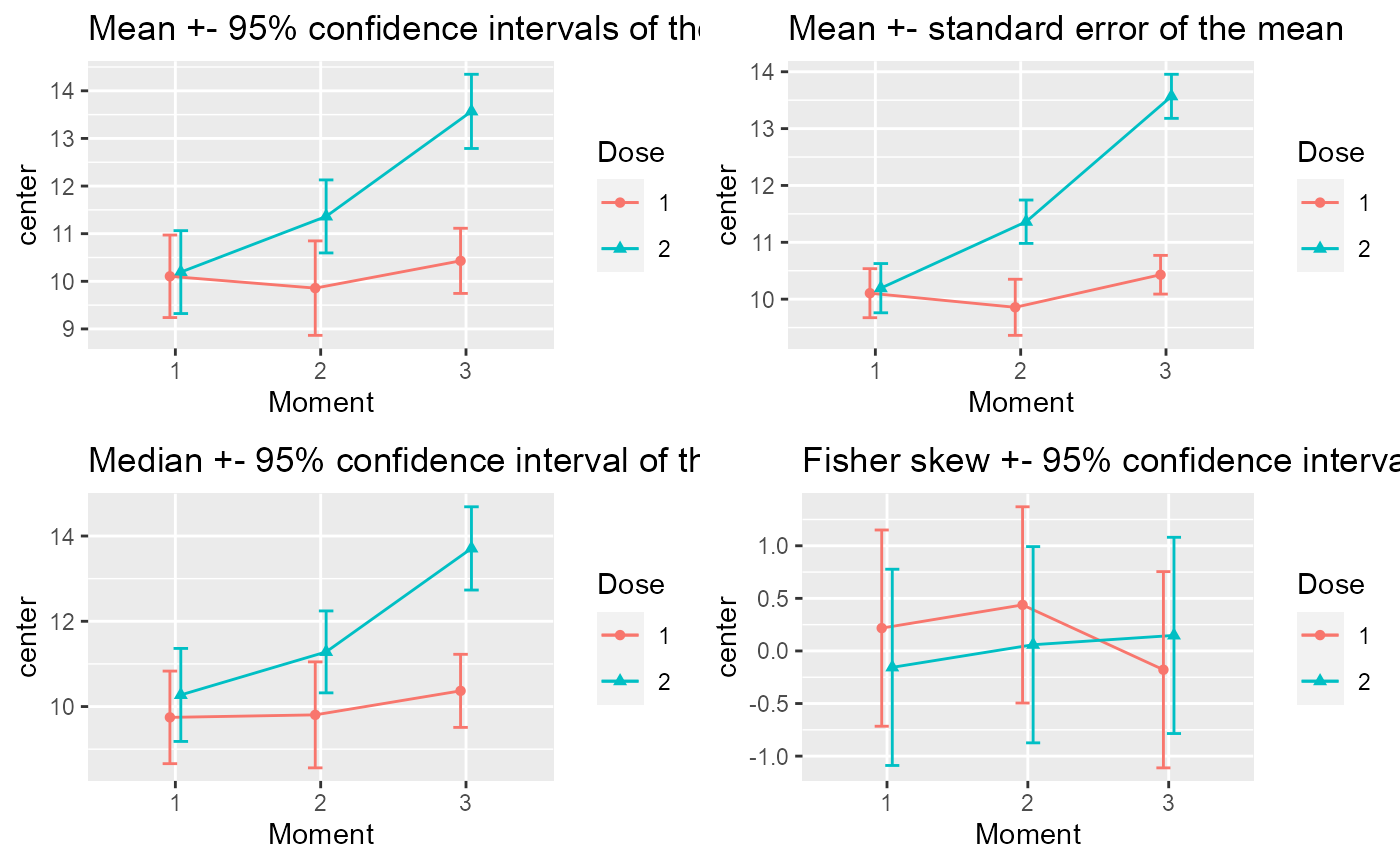 Mean +- 95% confidence intervals of the
center
14
13
12
11
10
9
1
2
3
Moment
Dose
1
2
Mean +- standard error of the mean
center
14
13
12
11
10
1
2
3
Moment
Dose
1
2
Median +- 95% confidence interval of th
center
14
12
10
1
2
3
Moment
Dose
1
2
Fisher skew +- 95% confidence interva
center
1.0
0.5
0.0
-0.5
-1.0
1
2
3
Moment
Dose
1
2